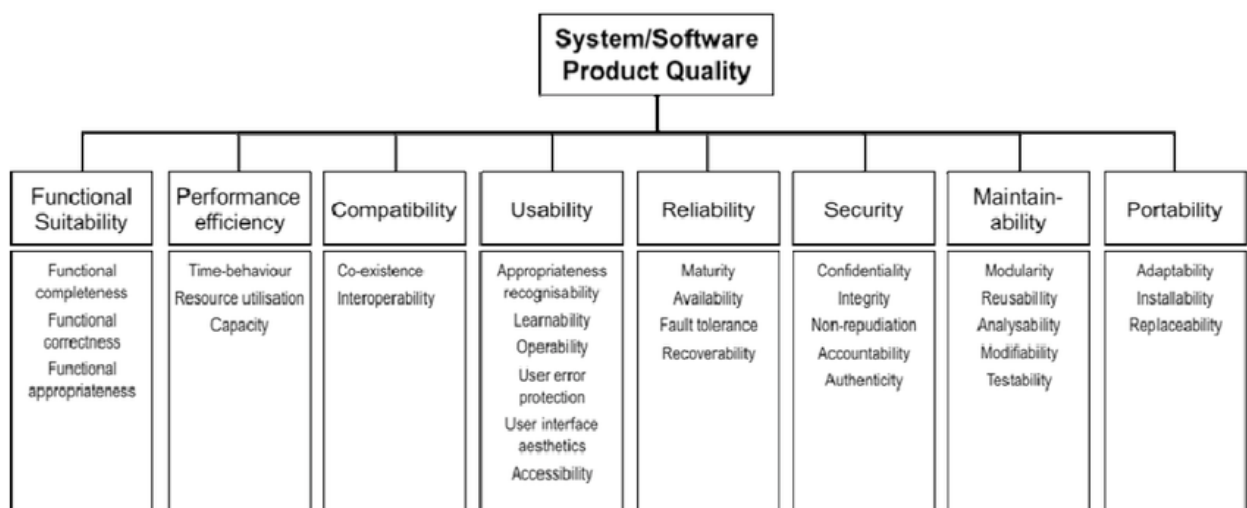 System/Software
Product Quality
Functional
Suitability
Performance
efficiency
Compatibility
Usability
Reliability
Security
Maintain-
ability
Portability
Functional
completeness
Functional
correctness
Functional
appropriateness
Time-behaviour
Resource utilisation
Capacity
Co-existence
Interoperability
Appropriateness
recognisability
Learnability
Operability
User error
protection
User interface
aesthetics
Accessibility
Maturity
Availability
Fault tolerance
Recoverability
Confidentiality
Integrity
Non-repudiation
Accountability
Authenticity
Modularity
Reusability
Analysability
Modifiability
Testability
Adaptability
Installability
Replaceability